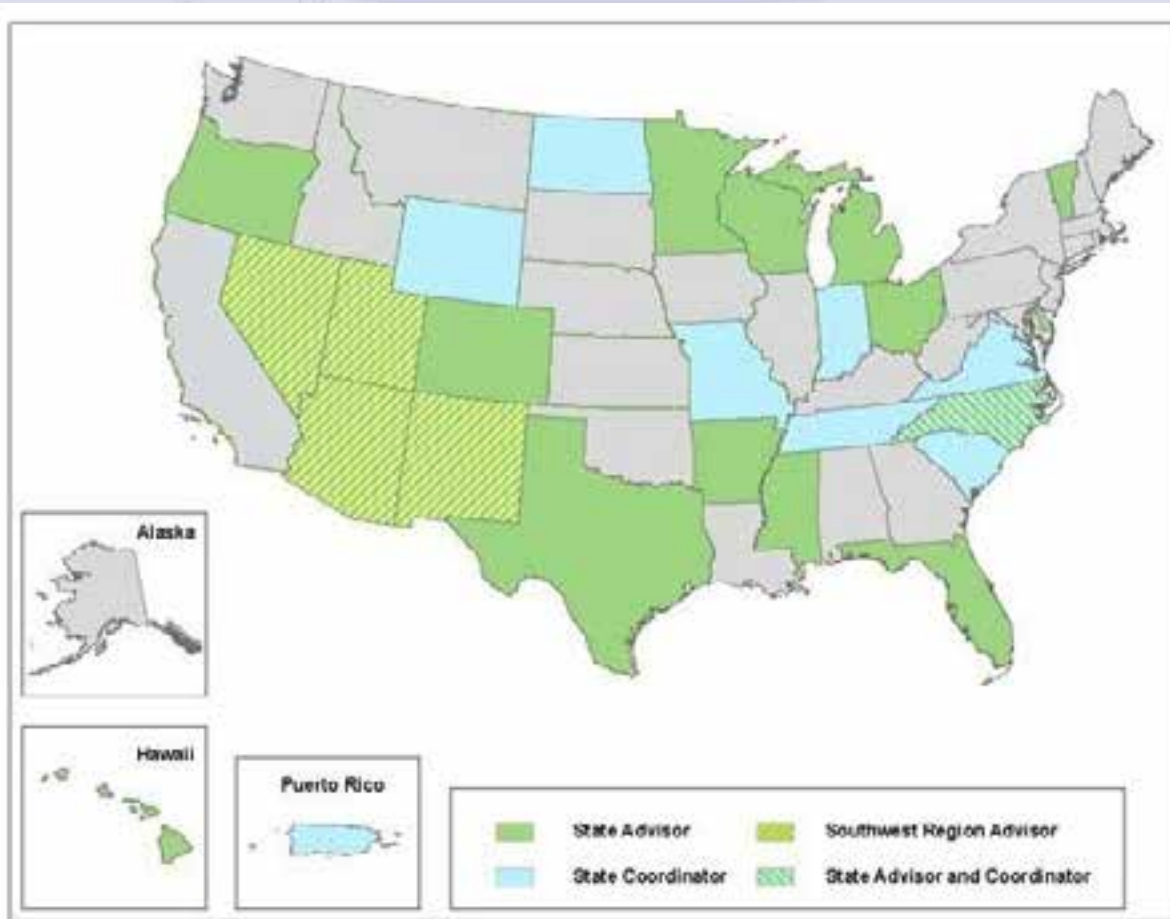 Alaska
Hawaii
Puerto Rico
State Advisor
Southwest Region Advisor
State Coordinator
State Advisor and Coordinator